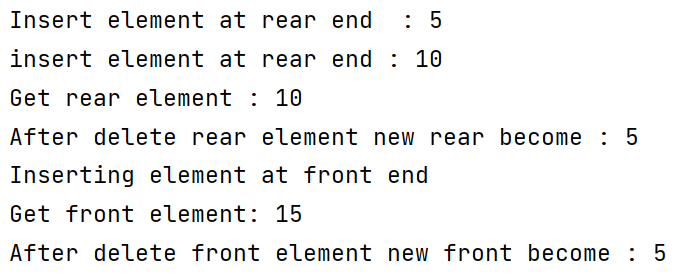 Insert element at rear end  : 5
insert element at rear end : 10
Get rear element : 10
After delete rear element new rear become : 5
Inserting element at front end
Get front element: 15
After delete front element new front become : 5